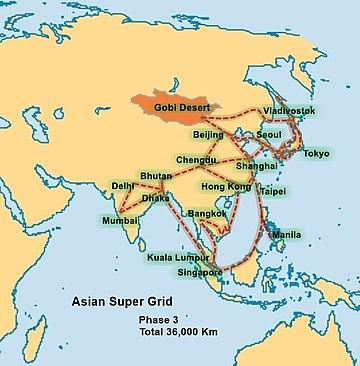 Gobi Desert
Vladivostok
Beijing
Seoul
Tokyo
Chengdu
Shanghai
Bhutan
Delhi
Hong Kong
Taipei
Dhaka
Mumbai
Bangkok
Manila
Kuala Lumpur
Singapore
Asian Super Grid
Phase 3
Total 36,000 Km